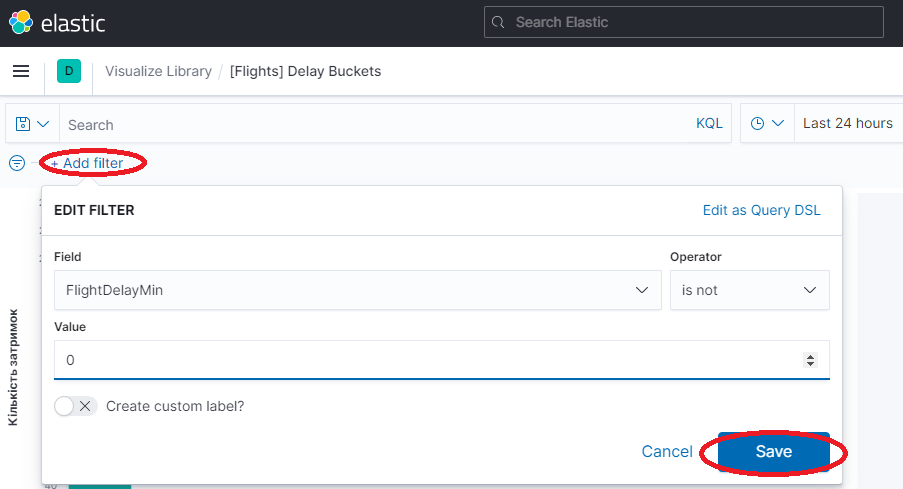 elastic
Search Elastic
D
Visualize Library / [Flights] Delay Buckets
Search
KQL
Last 24 hours
+ Add filter
EDIT FILTER
Edit as Query DSL
Field
Operator
FlightDelayMin
is not
Value
0
Create custom label?
Cancel
Save
Кількість затримок
40